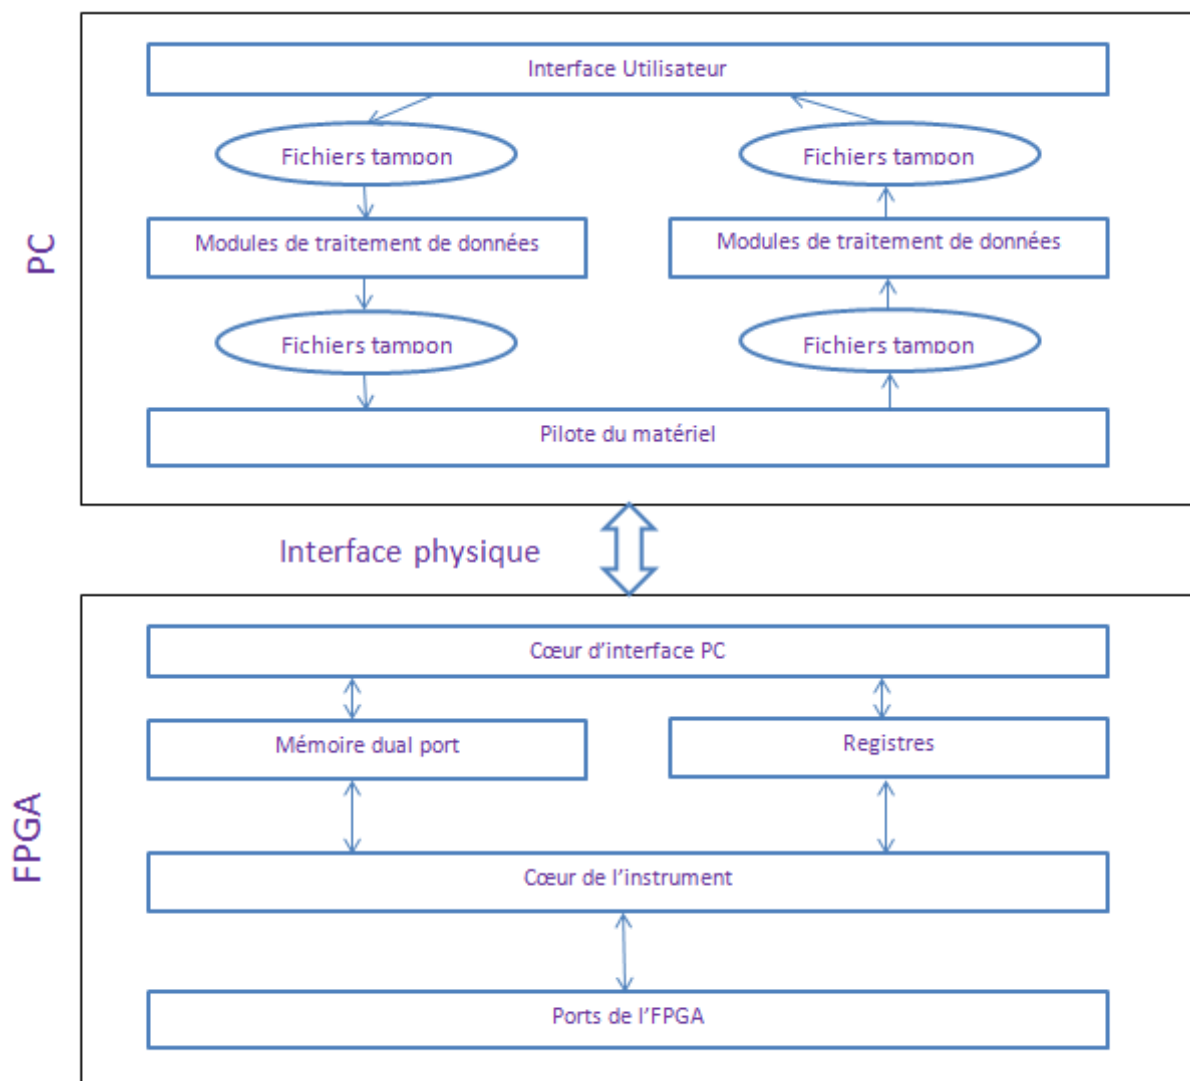 Interface Utilisateur
Fichiers tampon
Fichiers tampon
Modules de traitement de données
Modules de traitement de données
PC
Fichiers tampon
Fichiers tampon
Pilote du matériel
Interface physique
Cœur d'interface PC
Mémoire dual port
Registres
FPGA
Cœur de l'instrument
Ports de l'FPGA